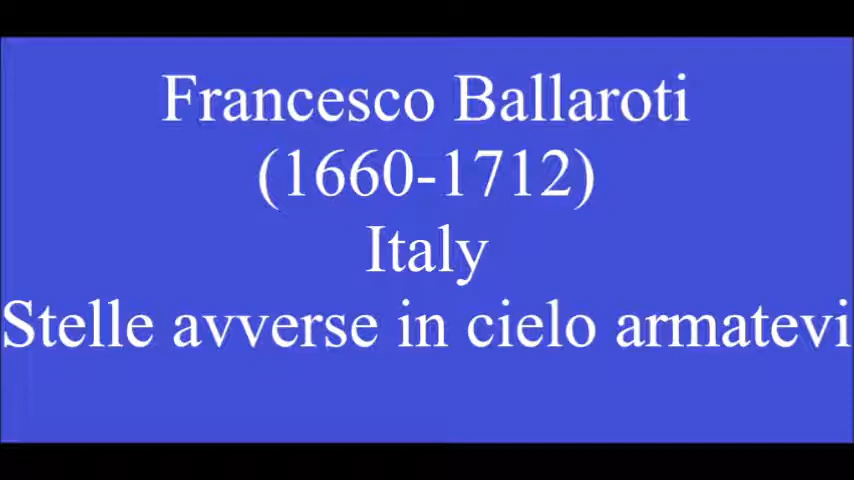 Francesco Ballaroti
(1660-1712)
Italy
Stelle avverse in cielo armatevi